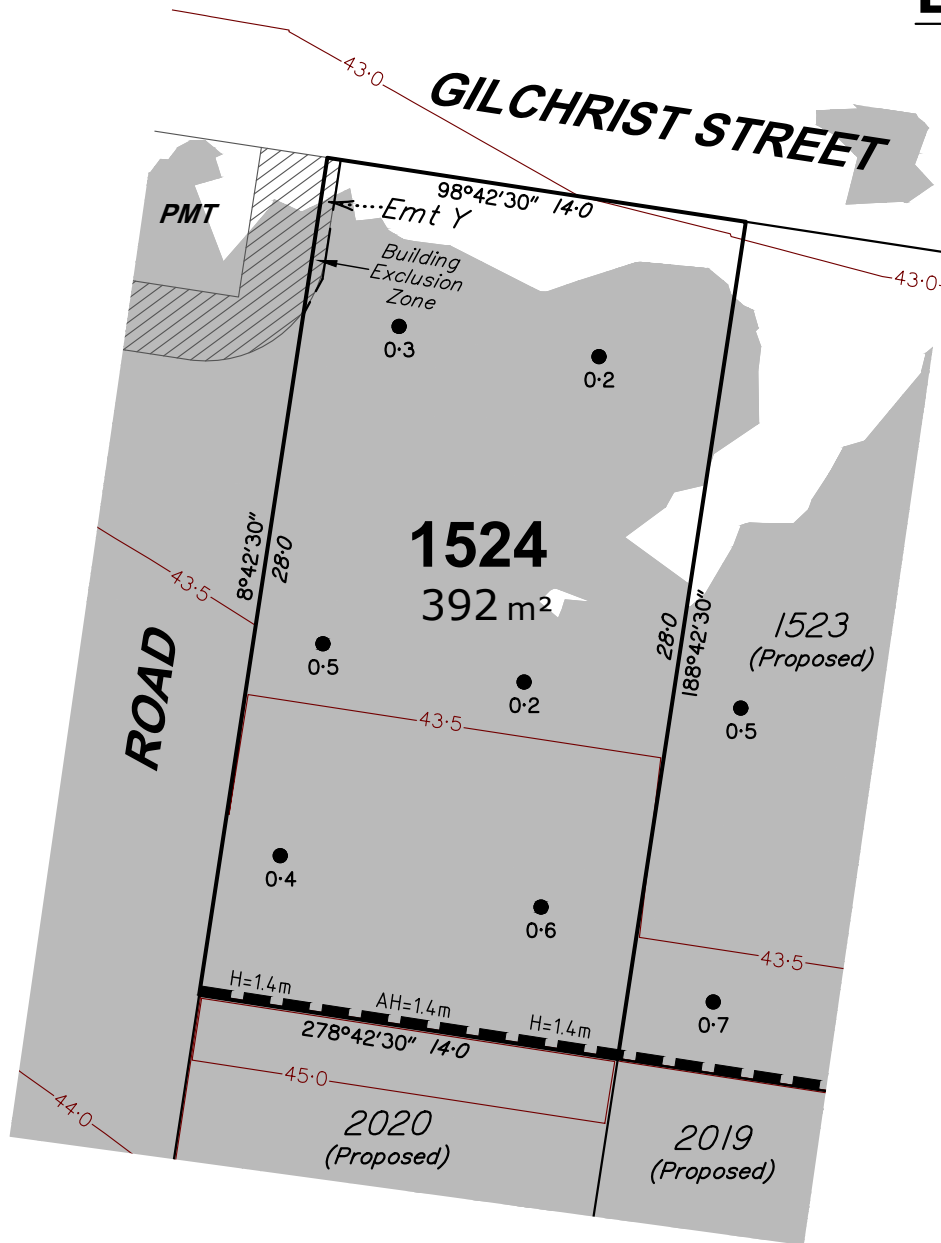 43·0
GILCHRIST STREET
98°42'30" 14·0
PMT
Emt Y
Building
Exclusion
Zone
43·0
0·3
0·2
1524
392 m²
8°42'30"
28·0
43·5
ROAD
0·5
0·2
28·0
188°42'30"
1523
(Proposed)
0·5
43·5
0·4
0·6
43·5
0·7
H=1.4m
AH=1.4m
H=1.4m
278°42'30" 14·0
45·0
44·0
2020
(Proposed)
2019
(Proposed)